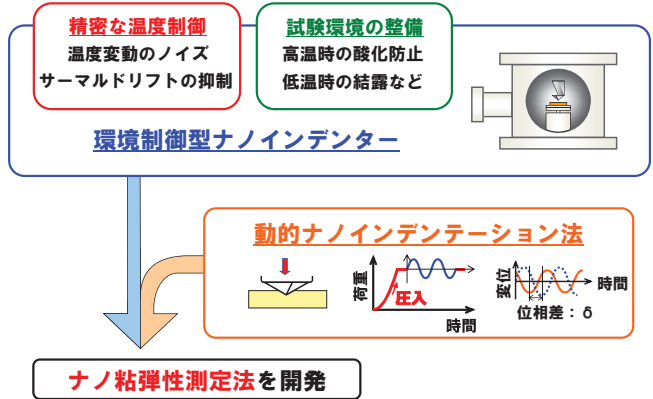 精密な温度制御
温度変動のノイズ
サーマルドリフトの抑制
試験環境の整備
高温時の酸化防止
低温時の結露など
環境制御型ナノインデンター
動的ナノインデンテーション法
荷重
圧入
時間
変位
時間
位相差：δ
ナノ粘弾性測定法を開発